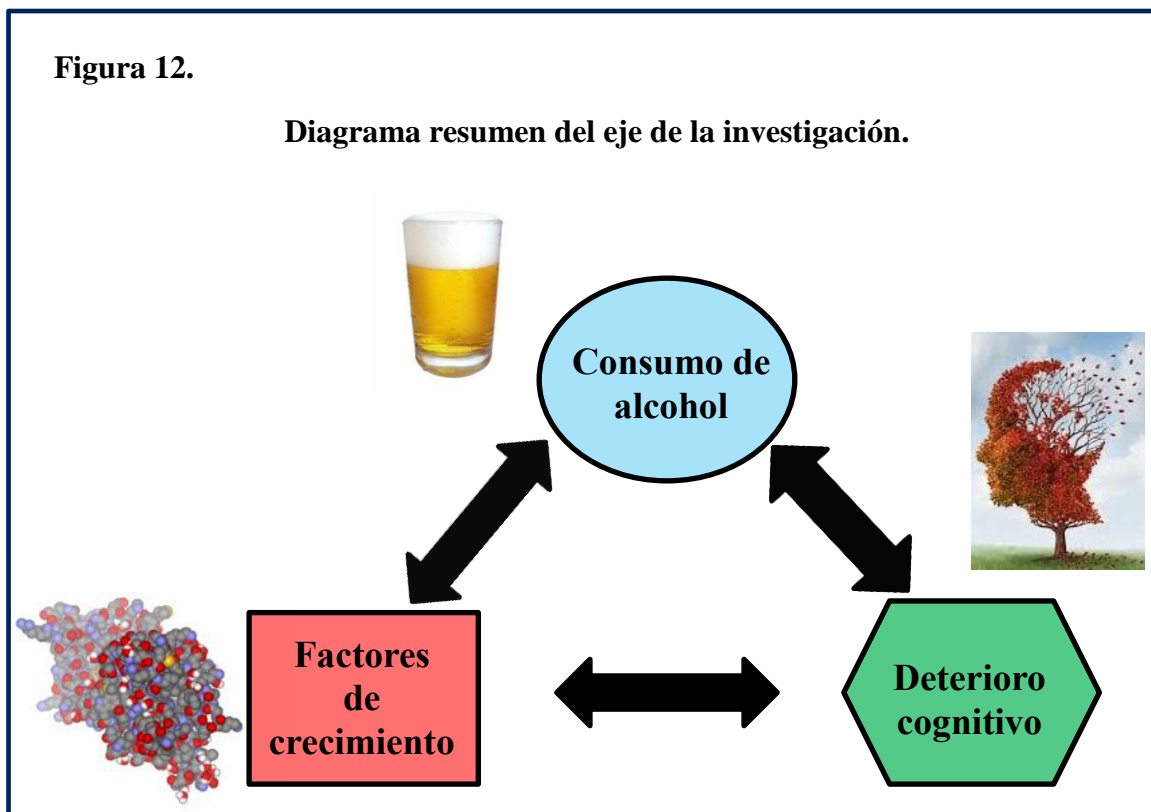 Figura 12.
Diagrama resumen del eje de la investigación.
Consumo de
alcohol
Factores
de
crecimiento
Deterioro
cognitivo